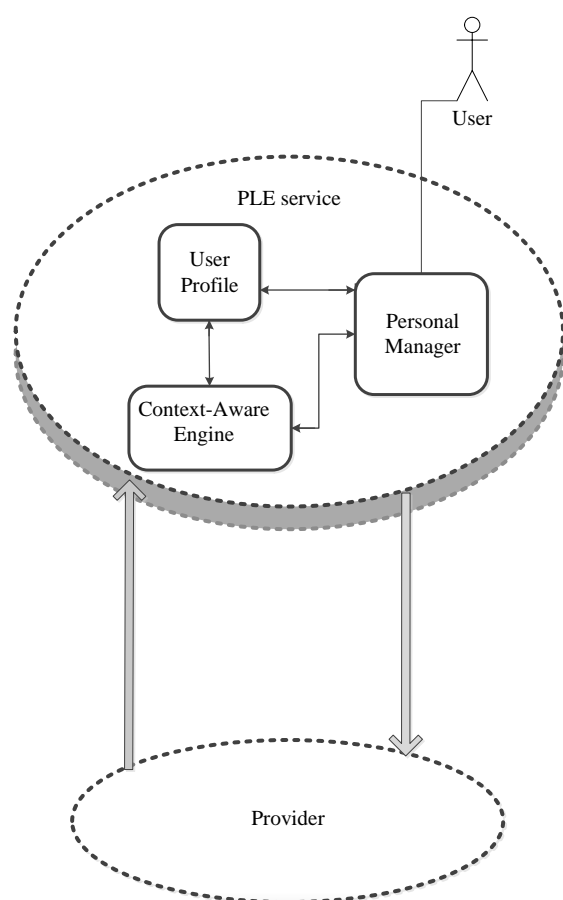 User
PLE service
User
Profile
Personal
Manager
Context-Aware
Engine
Provider